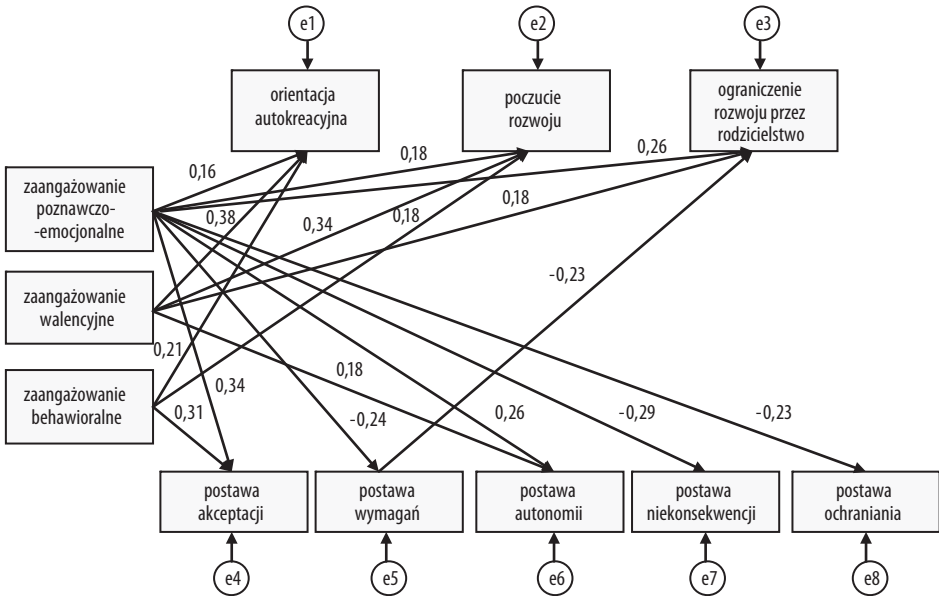 e1
e2
e3
orientacja
autokreacyjna
poczucie
rozwoju
ograniczenie
rozwoju przez
rodzicielstwo
zaangażowanie
poznawczo-
-emocjonalne
zaangażowanie
walencyjne
zaangażowanie
behawioralne
0,16
0,18
0,26
0,38
0,34
0,18
0,18
-0,23
0,21
0,34
0,18
0,31
-0,24
0,26
-0,29
-0,23
postawa
akceptacji
postawa
wymagań
postawa
autonomii
postawa
niekonsekwencji
postawa
ochraniania
e4
e5
e6
e7
e8